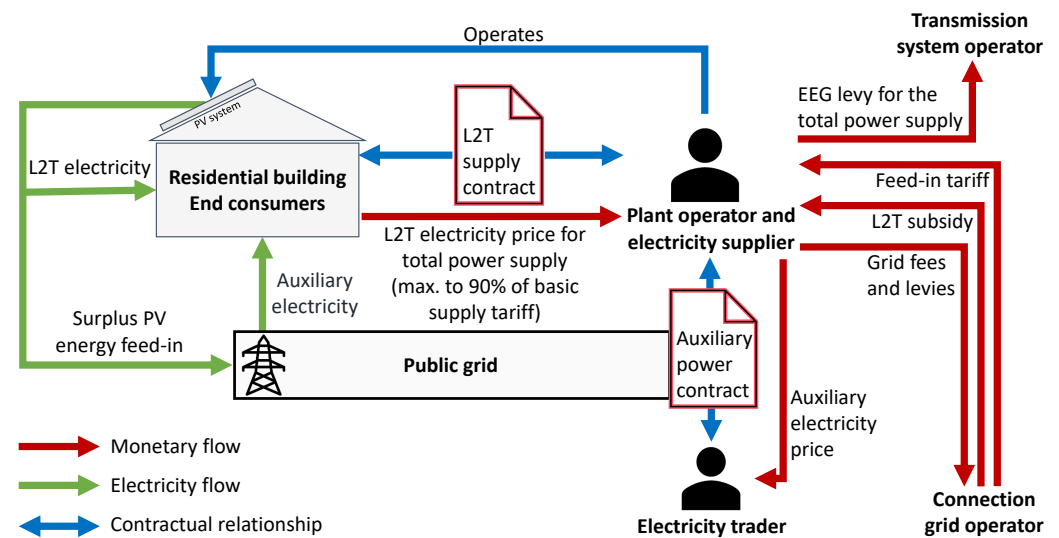 Operates
Transmission
system operator
PV system
EEG levy for the
total power supply
L2T
supply
contract
L2T electricity
Residential building
End consumers
Feed-in tariff
Plant operator and
electricity supplier
L2T subsidy
L2T electricity price for
total power supply
(max. to 90% of basic
supply tariff)
Grid fees
and levies
Auxiliary
electricity
Surplus PV
energy feed-in
Public grid
Auxiliary
power
contract
Auxiliary
electricity
price
Monetary flow
Electricity flow
Contractual relationship
Electricity trader
Connection
grid operator